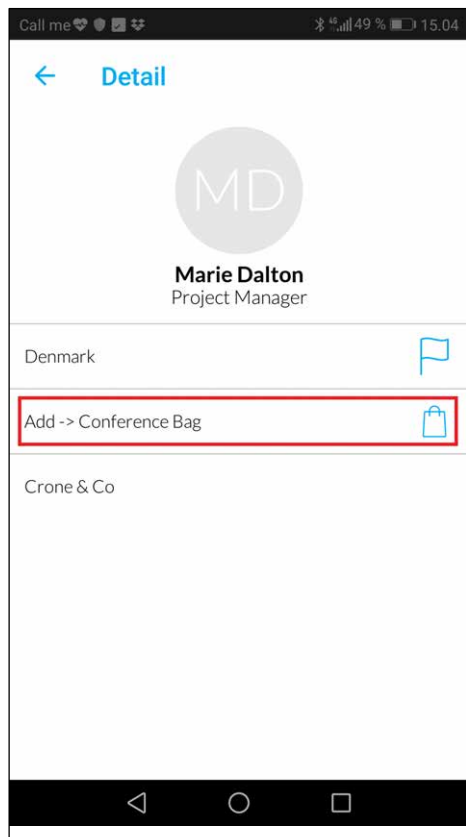 Call me 49 % 15.04
Detail
MD
Marie Dalton
Project Manager
Denmark
Add -> Conference Bag
Crone & Co